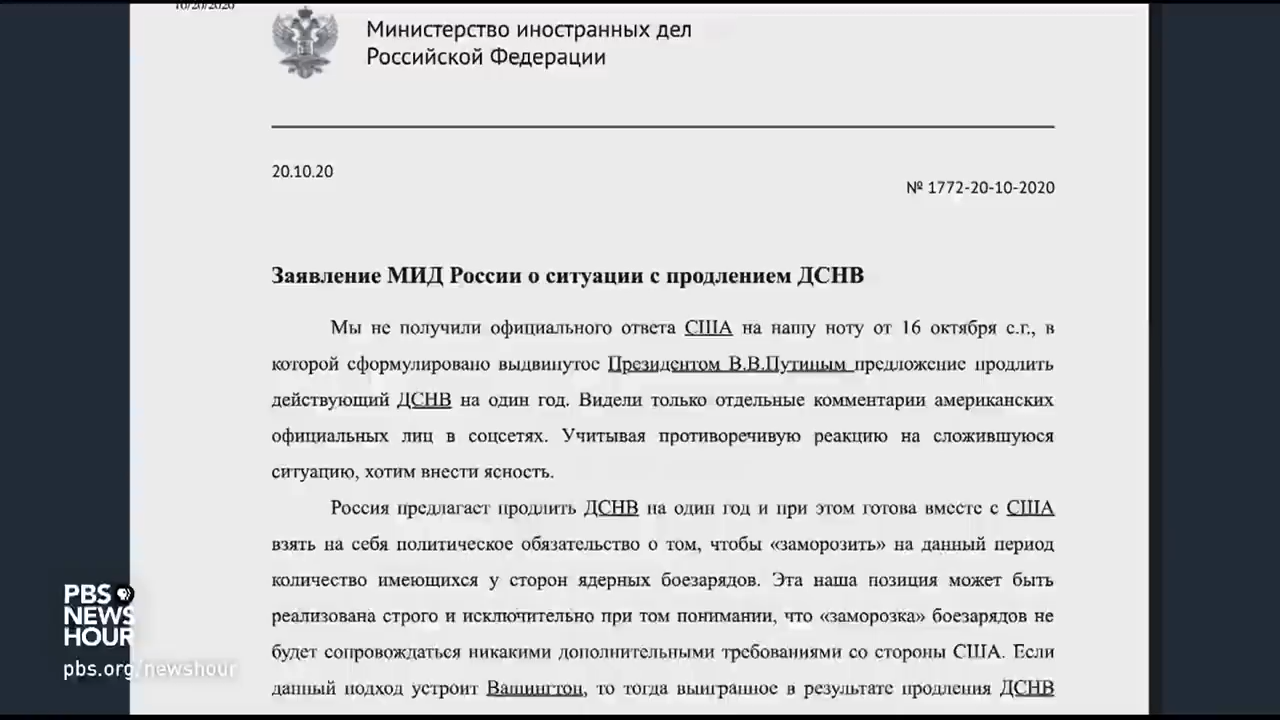 10/20/2020
Министерство иностранных дел
Российской Федерации
20.10.20
№ 1772-20-10-2020
Заявление МИД России о ситуации с продлением ДСНВ
Мы не получили официального ответа США на нашу ноту от 16 октября с.г., в
которой сформулировано выдвинутое Президентом В.В.Путиным предложение продлить
действующий ДСНВ на один год. Видели только отдельные комментарии американских
официальных лиц в соцсетях. Учитывая противоречивую реакцию на сложившуюся
ситуацию, хотим внести ясность.
Россия предлагает продлить ДСНВ на один год и при этом готова вместе с США
взять на себя политическое обязательство о том, чтобы «заморозить» на данный период
количество имеющихся у сторон ядерных боезарядов. Эта наша позиция может быть
реализована строго и исключительно при том понимании, что «заморозка» боезарядов не
будет сопровождаться никакими дополнительными требованиями со стороны США. Если
данный подход устроит Вашингтон, то тогда выигранное в результате продления ДСНВ
PBS
NEWS
HOUR
pbs.org/newshour